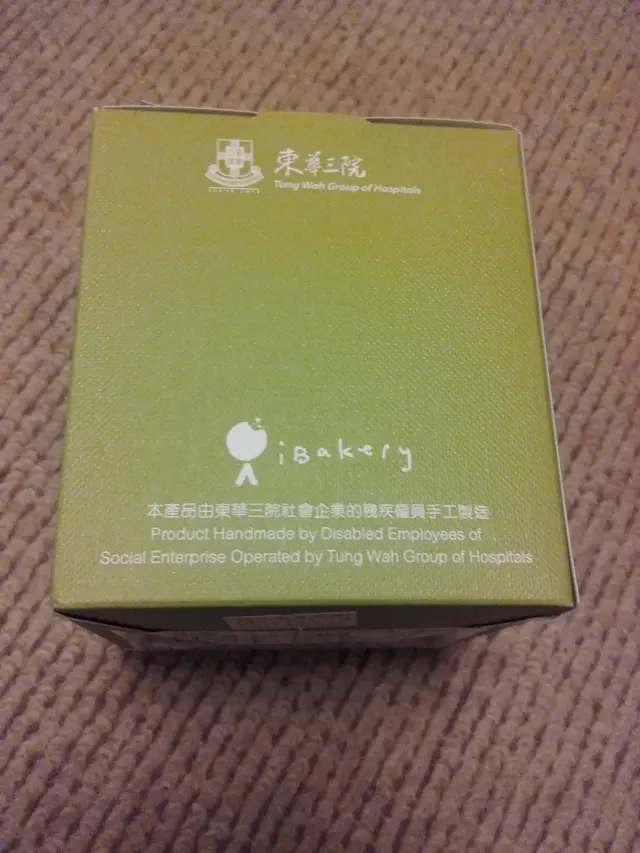 東華三院
Tung Wah Group of Hospitals
iBakery
本產品由東華三院社會企業的殘疾僱員手工製造
Product Handmade by Disabled Employees of
Social Enterprise Operated by Tung Wah Group of Hospitals